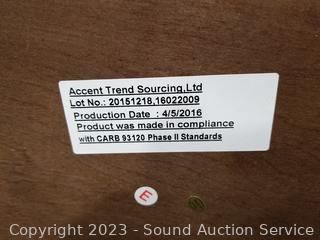 Accent Trend Sourcing,Ltd
Lot No.: 20151218,16022009
Production Date : 4/5/2016
Product was made in compliance
with CARB 93120 Phase II Standards
E
Copyright 2023 - Sound Auction Service